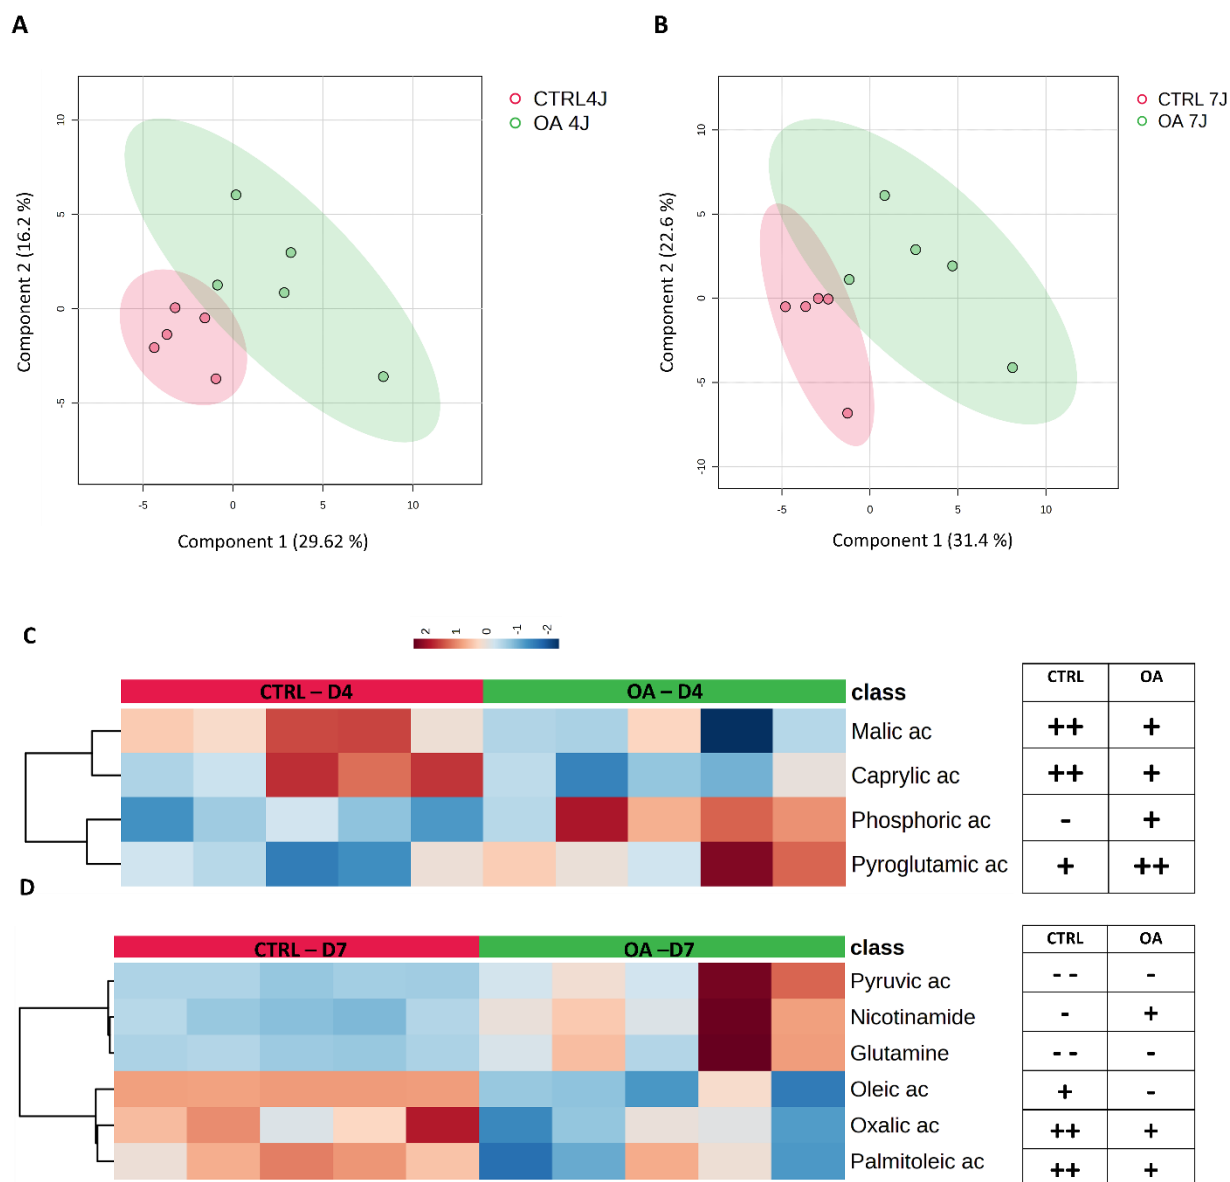 A
B
CTRL4J
OA 4J
CTRL 7J
OA 7J
10
5
0
-5
Component 2 (16.2 %)
-5
0
5
10
Component 1 (29.62 %)
10
5
0
-5
-10
Component 2 (22.6 %)
-5
0
5
10
Component 1 (31.4 %)
C
2 1 0 -1 -2
CTRL – D4 OA – D4 class
CTRL OA
Malic ac ++ +
Caprylic ac ++ +
Phosphoric ac - +
Pyroglutamic ac + ++
D
CTRL – D7 OA –D7 class
CTRL OA
Pyruvic ac -- -
Nicotinamide - +
Glutamine -- -
Oleic ac + -
Oxalic ac ++ +
Palmitoleic ac ++ +